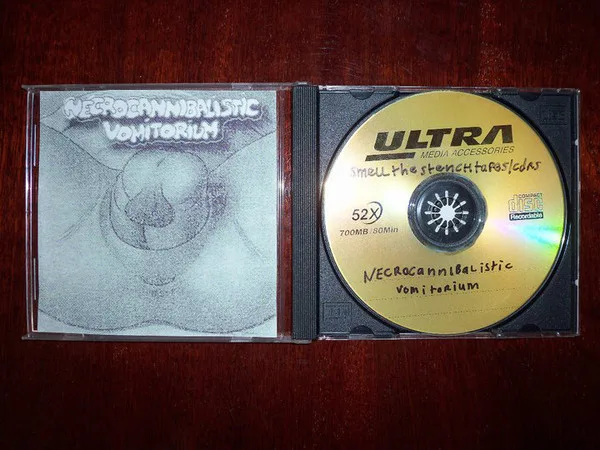 NECROCANNIBALISTIC
VOMITORIUM
ULTRA
MEDIA ACCESSORIES
smell the stencH tapes/cdRs
52X
700MB/80Min
COMPACT
disc
Recordable
NECROCannIBaListic
vomitorium